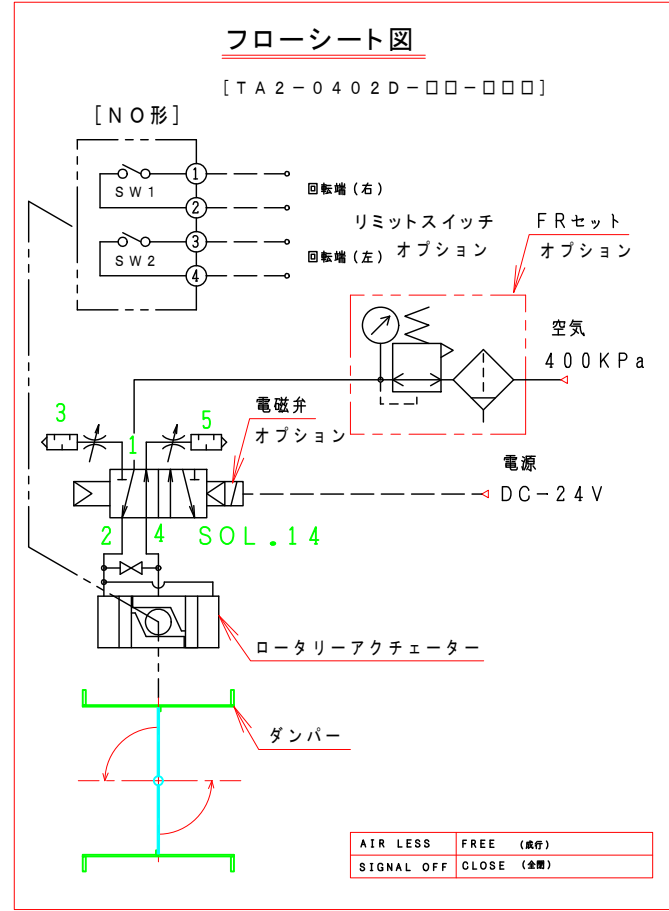 フローシート図
[TA2-0402D-□□-□□□]
[NO形]
SW1
1
2
回転端(右)
SW2
3
4
回転端(左)
リミットスイッチ
オプション
FRセット
オプション
空気
400KPa
3
1
5
電磁弁
オプション
電源
DC-24V
2
4
SOL.14
ロータリーアクチェーター
ダンパー
AIR LESS FREE (成行)
SIGNAL OFF CLOSE (全閉)